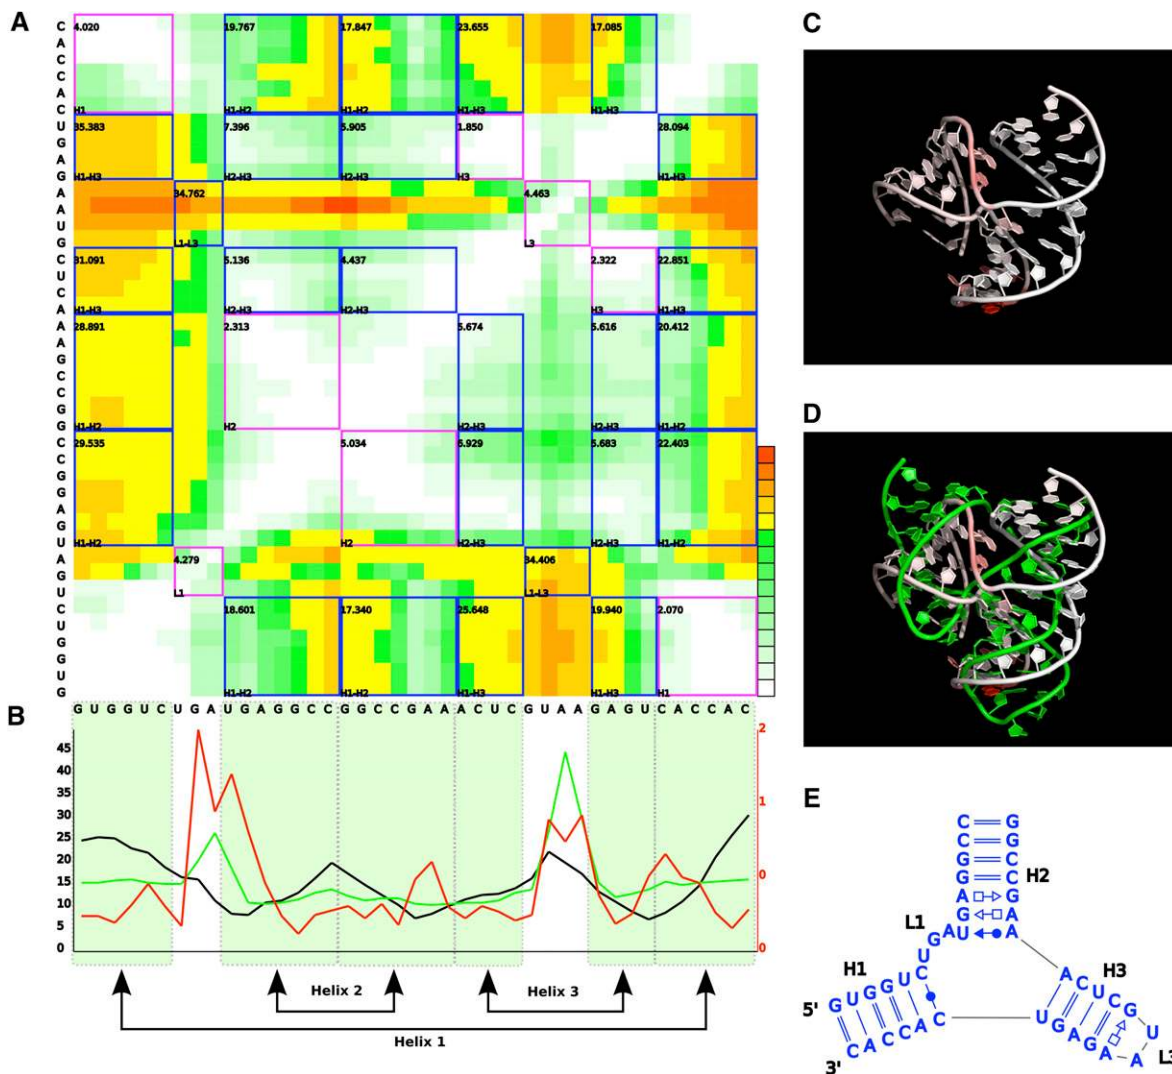 A
C 4.020 19.767 17.847 23.655 17.085
A
C
C
A
C H1 H1-H2 H1-H2 H1-H3 H1-H3
U 35.383 7.396 5.905 1.850 28.094
G
A
G H1-H3 H2-H3 H2-H3 H3 H1-H3
A 34.762 4.463
A
U
G L1-L3 L3
C 31.091 5.136 4.437 2.322 22.851
U
C
A H1-H3 H2-H3 H2-H3 H3 H1-H3
A 28.891 2.313 5.674 5.616 20.412
A
G
C
C
G
G H1-H2 H2 H2-H3 H2-H3 H1-H2
C 29.535 5.034 6.929 5.683 22.403
C
G
G
A
G
U H1-H2 H2 H2-H3 H2-H3 H1-H2
A 4.279 34.406
G
U L1 L1-L3
C 18.601 17.340 25.648 19.940 2.070
U
G
G
U
G H1-H2 H1-H2 H1-H3 H1-H3 H1
B
G U G G U C U G A U G A G G C C G G C C G A A A C U C G U A A G A G U C A C C A C
45
40
35
30
25
20
15
10
5
0
2
1
0
0
Helix 2
Helix 3
Helix 1
C
D
E
C G
C G
G C
G C
A G
G A
U A
H2
L1
A
G
U
C
H1
5'
G U G G U
C A C C A C
3'
H3
A C U C G
U G A G A
U
A
L3